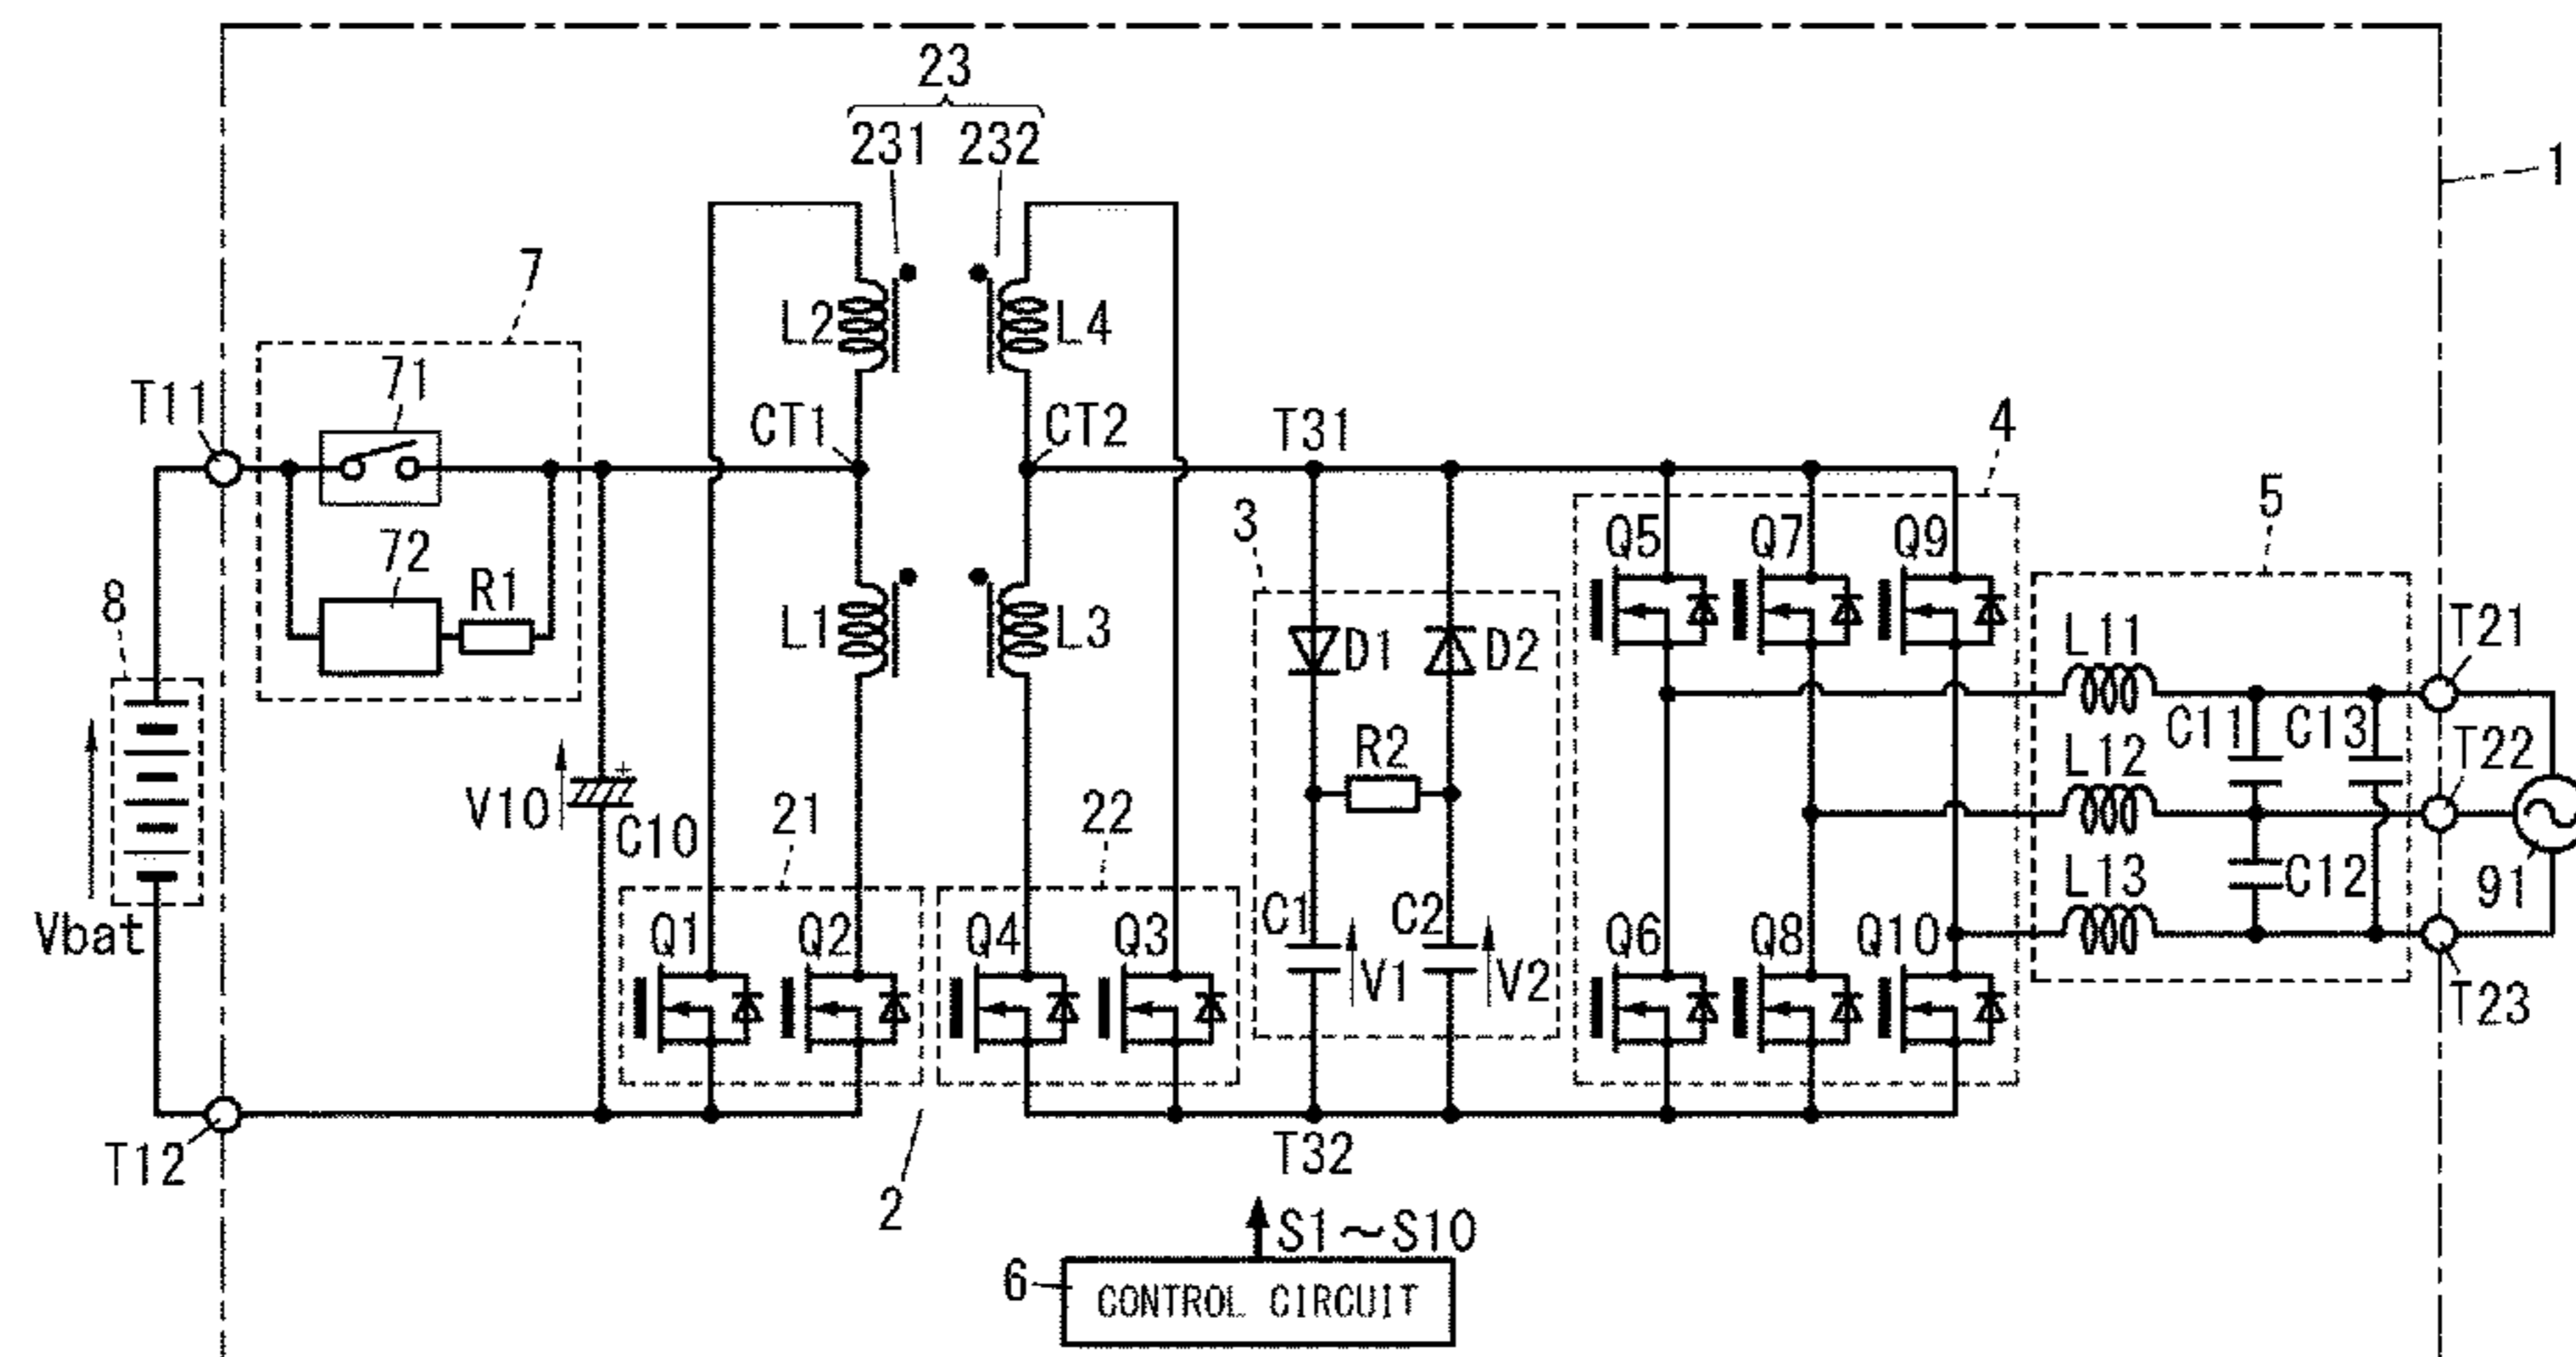 23
231 232
1
7
L2 L4
T11
71
CT1 CT2 T31
4
72
R1
3
Q5 Q7 Q9
5
8
L1 L3
D1 D2
L11
T21
R2
C11 C13
T22
L12
V10
C10
21 22
C12
L13
91
Vbat
Q1 Q2 Q4 Q3
C1 C2
Q6 Q8 Q10
V1 V2
T23
T12
T32
2
S1~S10
6
CONTROL CIRCUIT